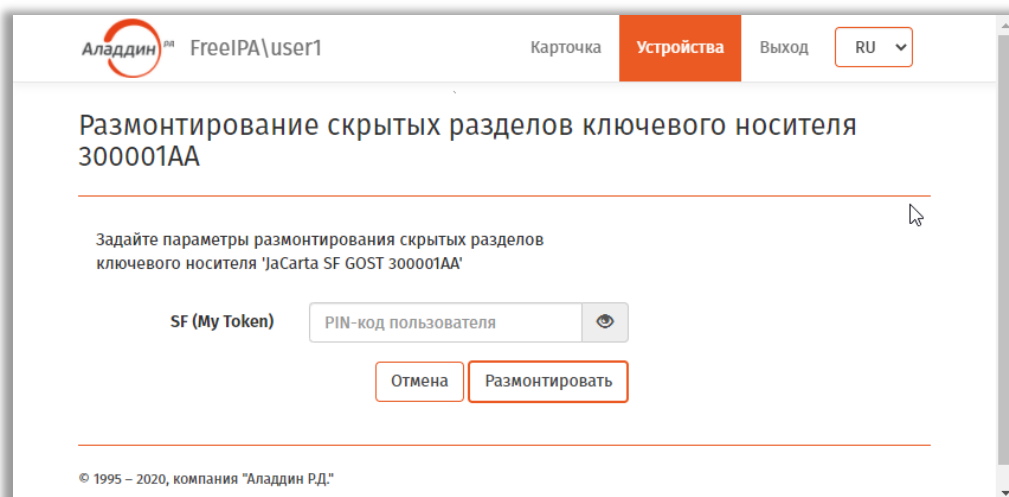 Аладдин РД FreeIPA\user1 Карточка Устройства Выход RU
Размонтирование скрытых разделов ключевого носителя
300001AA
Задайте параметры размонтирования скрытых разделов
ключевого носителя 'JaCarta SF GOST 300001AA'
SF (My Token) PIN-код пользователя
Отмена Размонтировать
© 1995 – 2020, компания "Аладдин Р.Д."